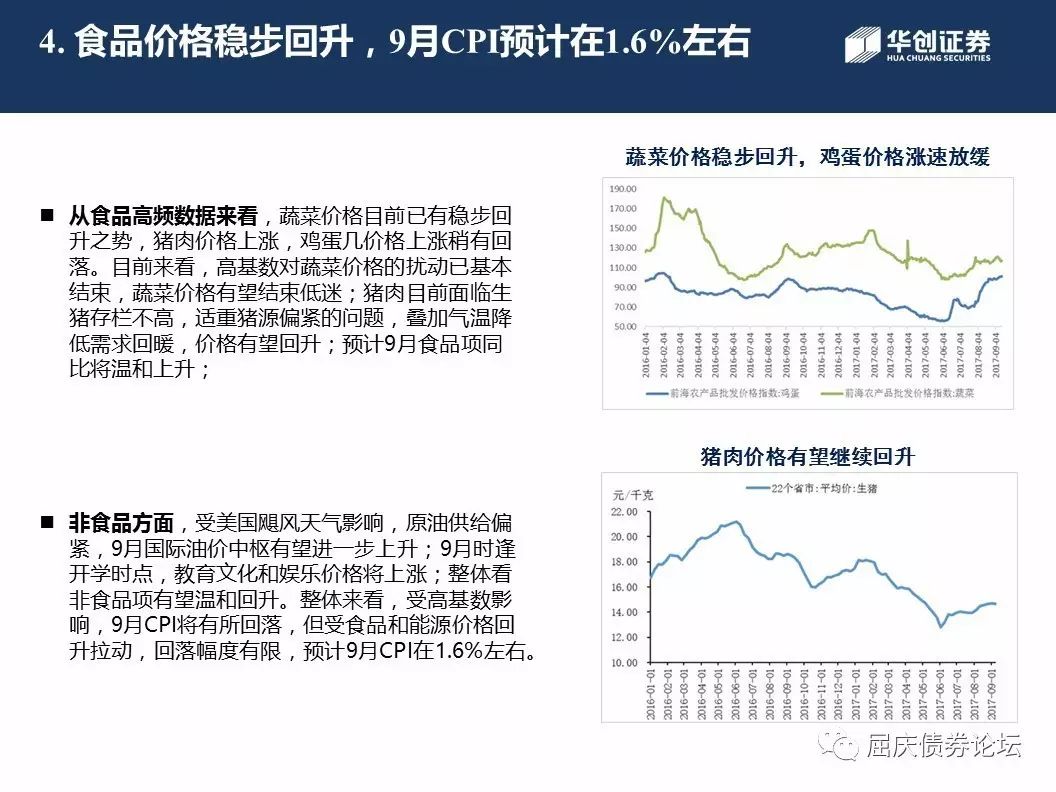 4. 食品价格稳步回升，9月CPI预计在1.6%左右
华创证券
HUA CHUANG SECURITIES
■ 从食品高频数据来看，蔬菜价格目前已有稳步回
升之势，猪肉价格上涨，鸡蛋几价格上涨稍有回
落。目前来看，高基数对蔬菜价格的扰动已基本
结束，蔬菜价格有望结束低迷；猪肉目前面临生
猪存栏不高，适重猪源偏紧的问题，叠加气温降
低需求回暖，价格有望回升；预计9月食品项同
比将温和上升；
■ 非食品方面，受美国飓风天气影响，原油供给偏
紧，9月国际油价中枢有望进一步上升；9月时逢
开学时点，教育文化和娱乐价格将上涨；整体看
非食品项有望温和回升。整体来看，受高基数影
响，9月CPI将有所回落，但受食品和能源价格回
升拉动，回落幅度有限，预计9月CPI在1.6%左右。
蔬菜价格稳步回升，鸡蛋价格涨速放缓
190.00
170.00
150.00
130.00
110.00
90.00
70.00
50.00
2016-01-04
2016-02-04
2016-03-04
2016-04-04
2016-05-04
2016-06-04
2016-07-04
2016-08-04
2016-09-04
2016-10-04
2016-11-04
2016-12-04
2017-01-04
2017-02-04
2017-03-04
2017-04-04
2017-05-04
2017-06-04
2017-07-04
2017-08-04
2017-09-04
前海农产品批发价格指数:鸡蛋
前海农产品批发价格指数:蔬菜
猪肉价格有望继续回升
22个省市:平均价:生猪
元/千克
22.00
20.00
18.00
16.00
14.00
12.00
10.00
2016-01-01
2016-02-01
2016-03-01
2016-04-01
2016-05-01
2016-06-01
2016-07-01
2016-08-01
2016-09-01
2016-10-01
2016-11-01
2016-12-01
2017-01-01
2017-02-01
2017-03-01
2017-04-01
2017-05-01
2017-06-01
2017-07-01
2017-08-01
2017-09-01
屈庆债券论坛